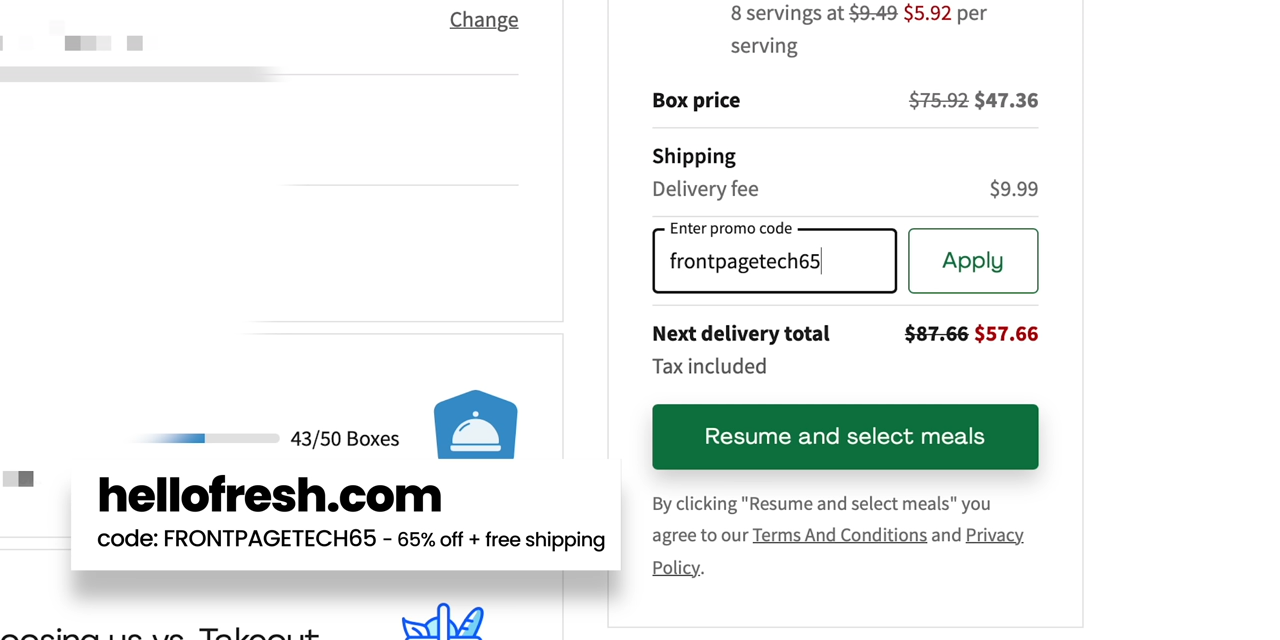 Change
8 servings at $9.49 $5.92 per
serving
Box price $75.92 $47.36
Shipping
Delivery fee $9.99
Enter promo code
frontpagetech65
Apply
Next delivery total $87.66 $57.66
Tax included
43/50 Boxes
Resume and select meals
hellofresh.com
code: FRONTPAGETECH65 - 65% off + free shipping
By clicking "Resume and select meals" you
agree to our Terms And Conditions and Privacy
Policy.
us vs. Takeout